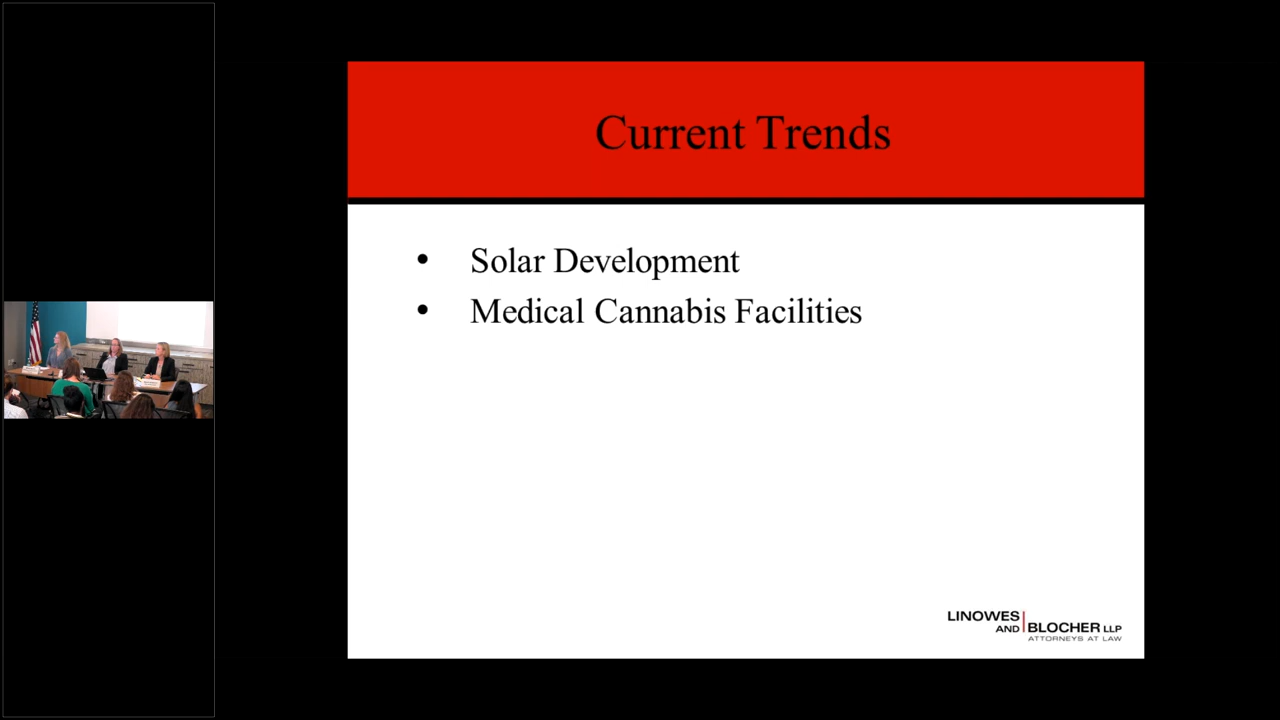 Current Trends
• Solar Development
• Medical Cannabis Facilities
LINOWES
AND BLOCHER LLP
ATTORNEYS AT LAW